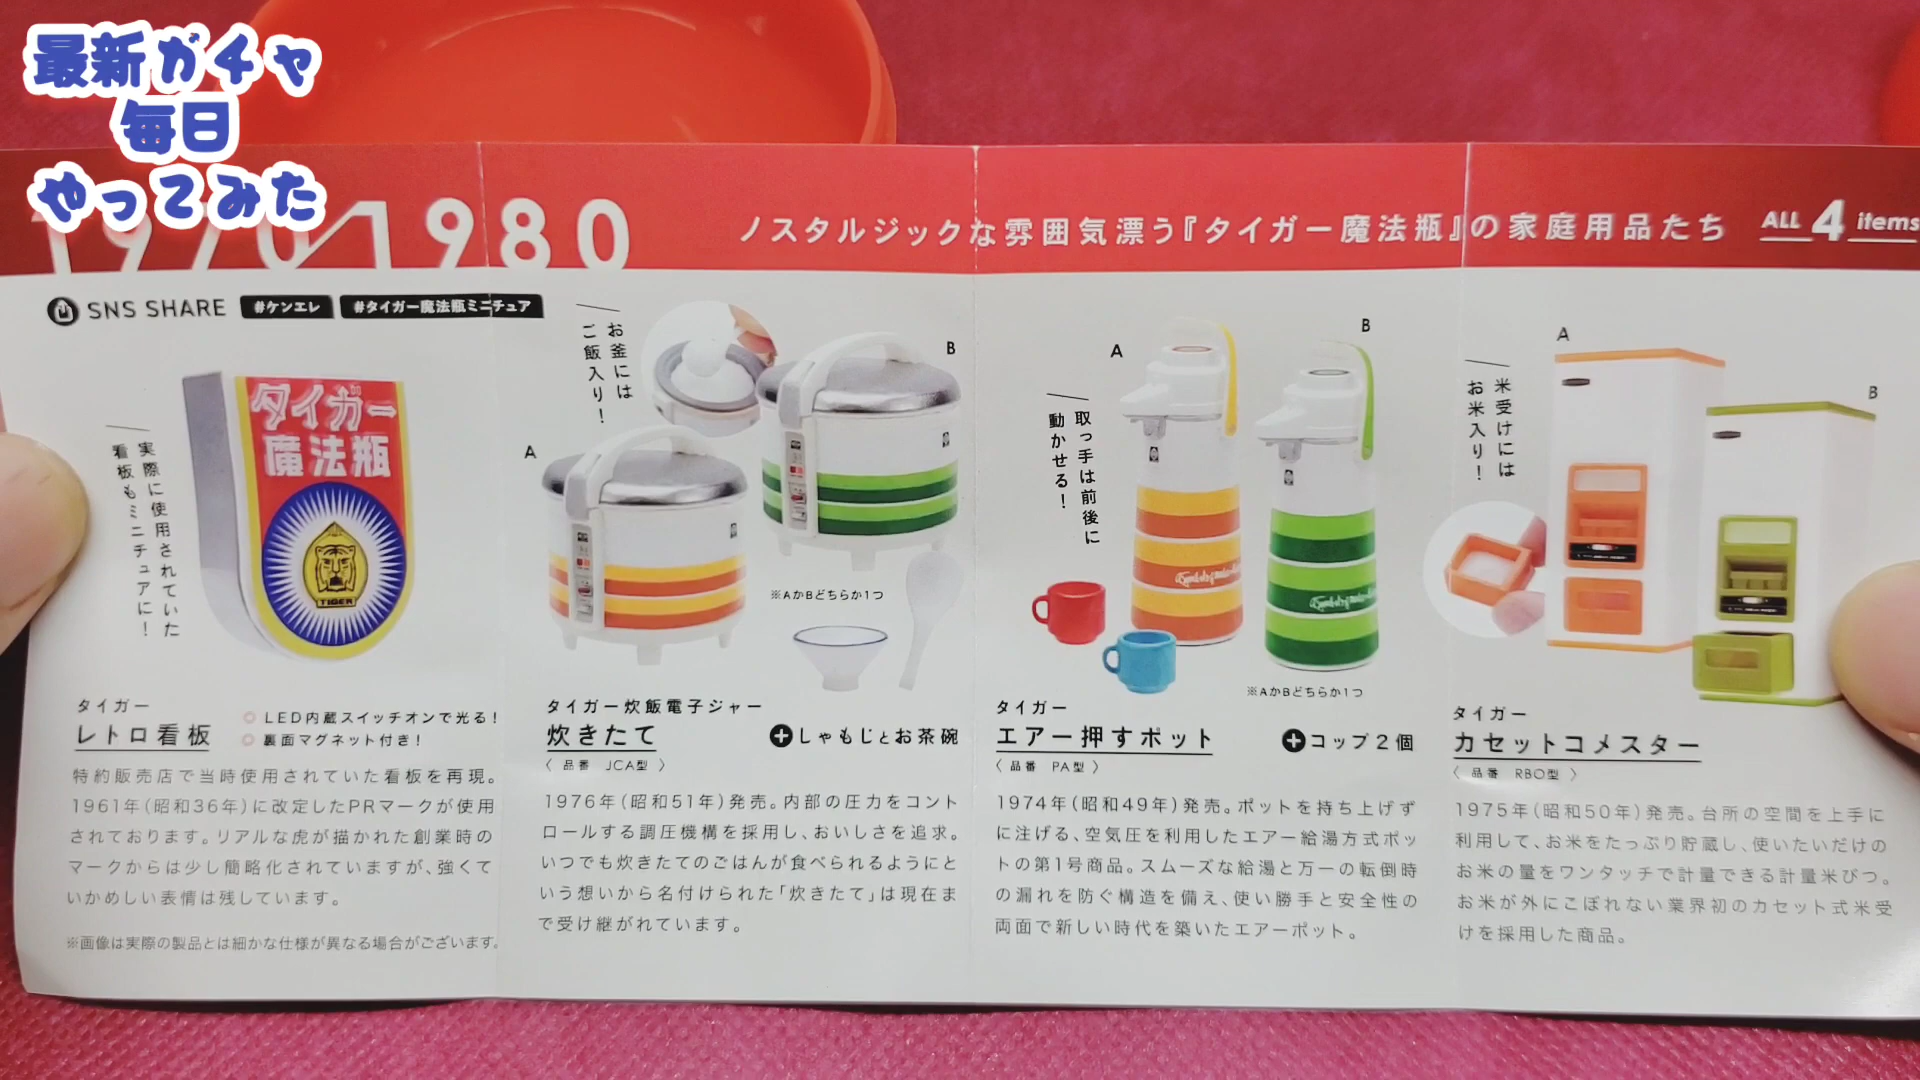 最新ガチャ
毎日
やってみた
1970-1980
ノスタルジックな雰囲気漂う『タイガー魔法瓶』の家庭用品たち
ALL 4 items
SNS SHARE #ケンエレ #タイガー魔法瓶ミニチュア
実際に使用されていた
看板もミニチュアに!
タイガー
魔法瓶
TIGER
タイガー
レトロ看板
LED内蔵スイッチオンで光る!
裏面マグネット付き!
特約販売店で当時使用されていた看板を再現。
1961年(昭和36年)に改定したPRマークが使用
されております。リアルな虎が描かれた創業時の
マークからは少し簡略化されていますが、強くて
いかめしい表情は残しています。
※画像は実際の製品とは細かな仕様が異なる場合がございます。
お釜には
ご飯入り!
A
B
※AかBどちらか1つ
タイガー炊飯電子ジャー
炊きたて
+しゃもじとお茶碗
〈 品番 JCA型 〉
1976年(昭和51年)発売。内部の圧力をコント
ロールする調圧機構を採用し、おいしさを追求。
いつでも炊きたてのごはんが食べられるようにと
いう想いから名付けられた「炊きたて」は現在ま
で受け継がれています。
取っ手は前後に
動かせる!
A
B
※AかBどちらか1つ
タイガー
エアー押すポット
+コップ2個
〈 品番 PA型 〉
1974年(昭和49年)発売。ポットを持ち上げず
に注げる、空気圧を利用したエアー給湯方式ポッ
トの第1号商品。スムーズな給湯と万一の転倒時
の漏れを防ぐ構造を備え、使い勝手と安全性の
両面で新しい時代を築いたエアーポット。
米受けには
お米入り!
A
B
タイガー
カセットコメスター
〈 品番 RBO型 〉
1975年(昭和50年)発売。台所の空間を上手に
利用して、お米をたっぷり貯蔵し、使いたいだけの
お米の量をワンタッチで計量できる計量米びつ。
お米が外にこぼれない業界初のカセット式米受
けを採用した商品。